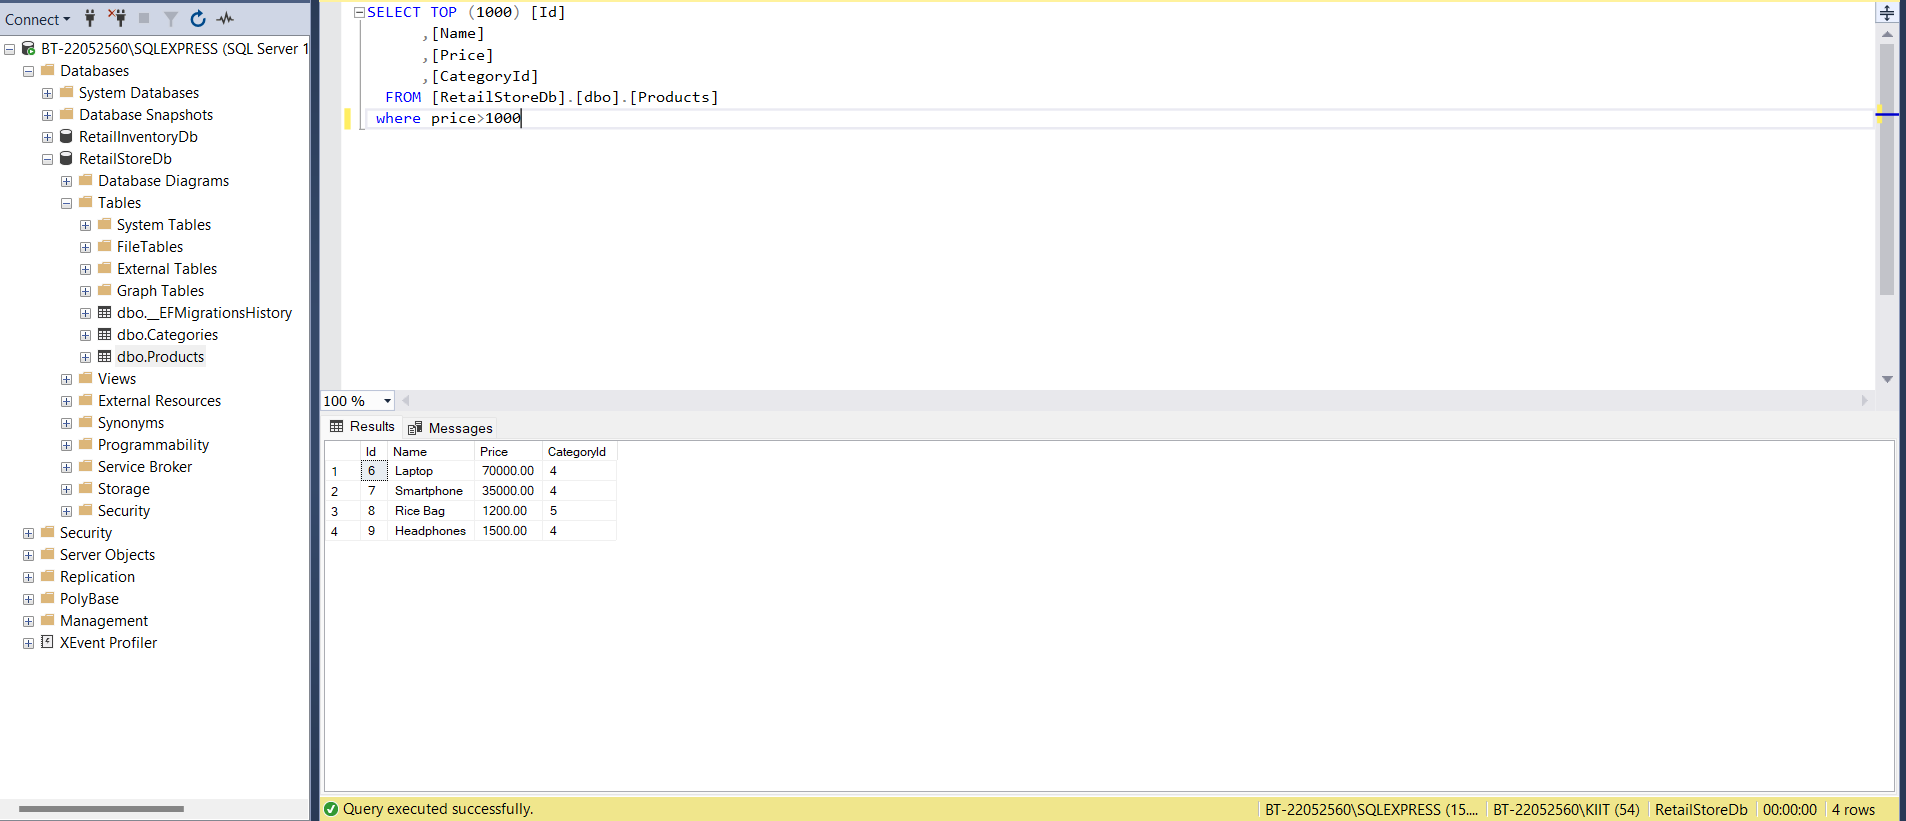 Connect
BT-22052560\SQLEXPRESS (SQL Server 1
Databases
System Databases
Database Snapshots
RetailInventoryDb
RetailStoreDb
Database Diagrams
Tables
System Tables
FileTables
External Tables
Graph Tables
dbo.__EFMigrationsHistory
dbo.Categories
dbo.Products
Views
External Resources
Synonyms
Programmability
Service Broker
Storage
Security
Security
Server Objects
Replication
PolyBase
Management
XEvent Profiler
SELECT TOP (1000) [Id]
,[Name]
,[Price]
,[CategoryId]
FROM [RetailStoreDb].[dbo].[Products]
where price>1000
100 %
Results Messages
Id Name Price CategoryId
1 6 Laptop 70000.00 4
2 7 Smartphone 35000.00 4
3 8 Rice Bag 1200.00 5
4 9 Headphones 1500.00 4
Query executed successfully. BT-22052560\SQLEXPRESS (15.... BT-22052560\KIIT (54) RetailStoreDb 00:00:00 4 rows